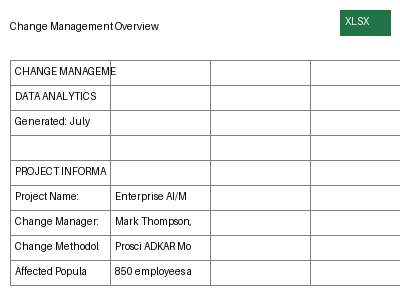 Change Management Overview
XLSX
CHANGE MANAGEME
DATA ANALYTICS
Generated: July
PROJECT INFORMA
Project Name: Enterprise AI/M
Change Manager: Mark Thompson,
Change Methodol Prosci ADKAR Mo
Affected Popula 850 employees a